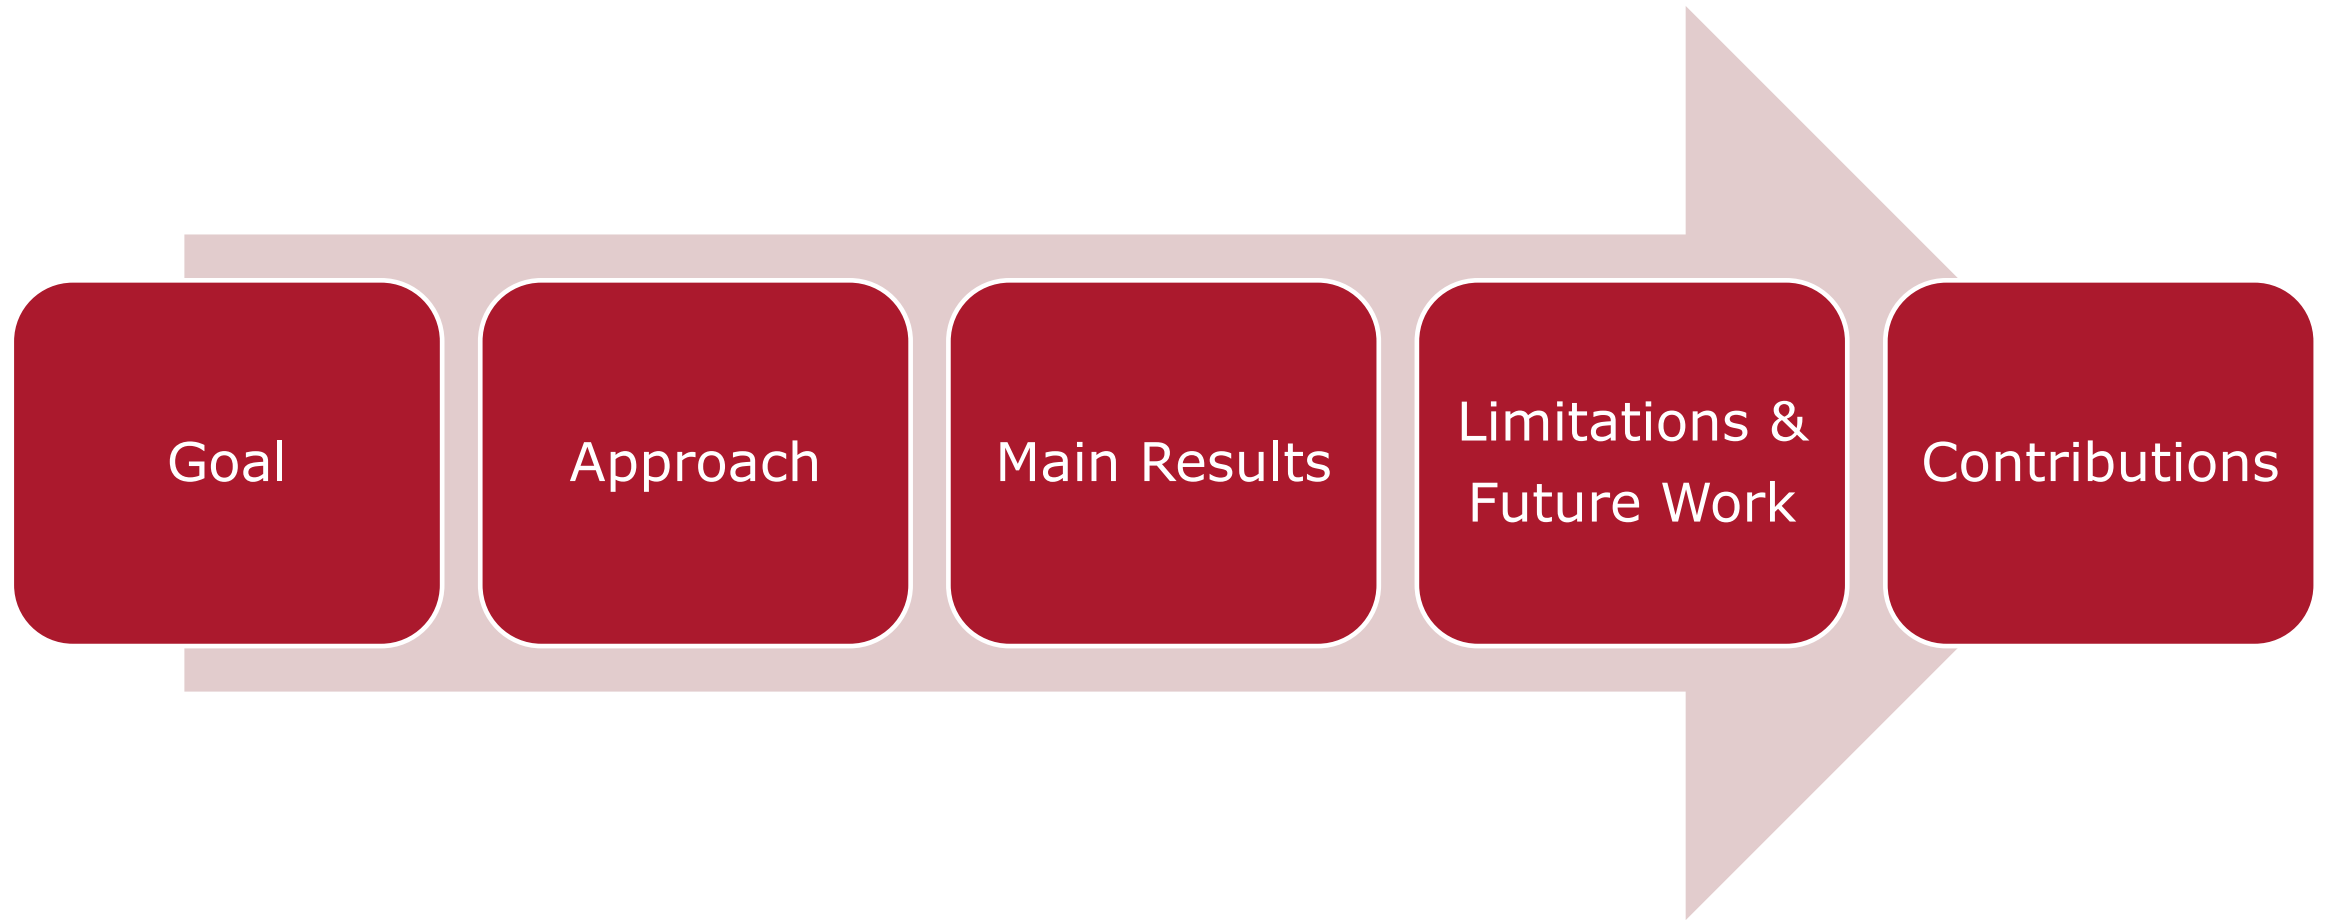 Goal
Approach
Main Results
Limitations &
Future Work
Contributions